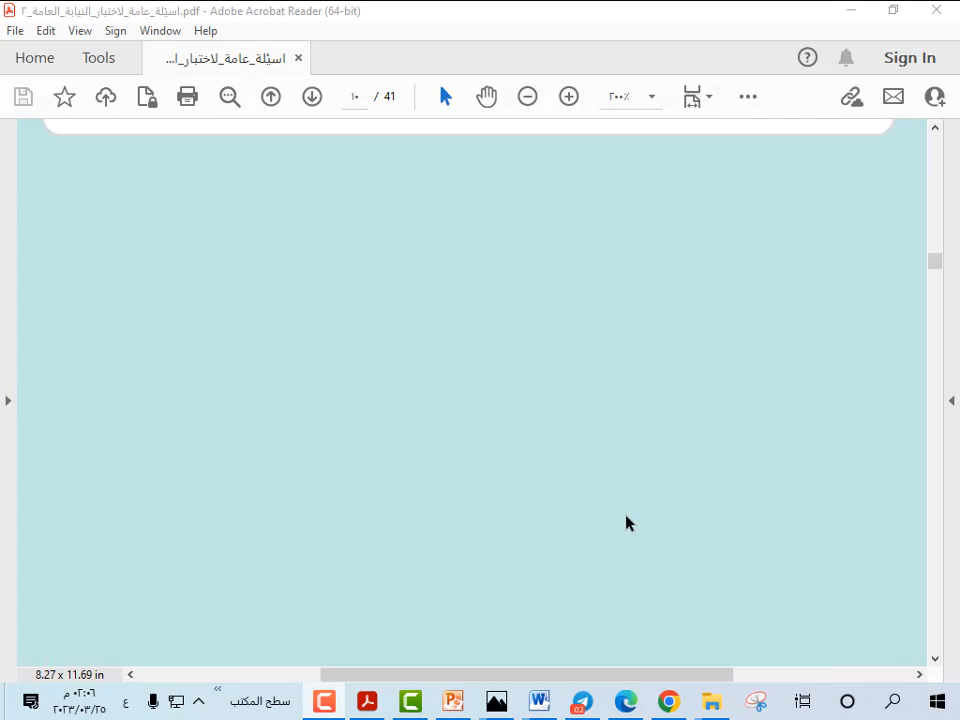 اسئلة_عامة_لاختبار_النيابة_العامة_٢.pdf - Adobe Acrobat Reader (64-bit)
File Edit View Sign Window Help
Home Tools اسئلة_عامة_لاختبار_ا... × Sign In
١٠ / 41 ٢٠٠٪
8.27 x 11.69 in
٠٢:٠٦ م
٢٠٢٣/٠٣/٢٥
ع
سطح المكتب
02